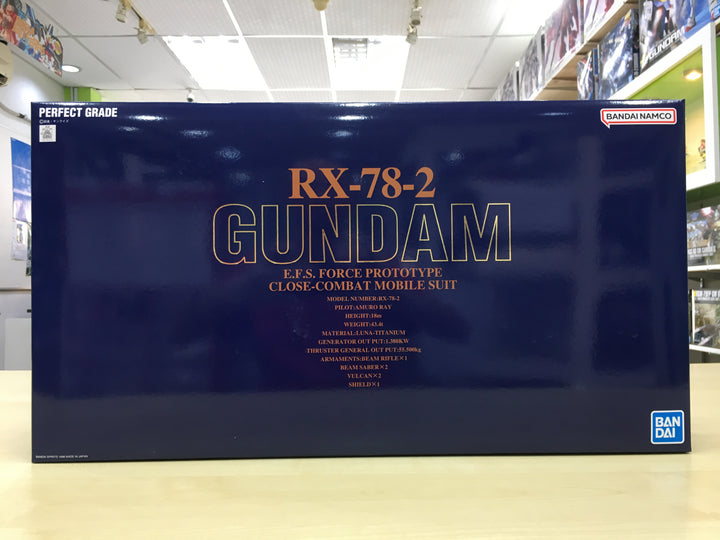 PERFECT GRADE
BANDAI NAMCO
RX-78-2
GUNDAM
E.F.S. FORCE PROTOTYPE
CLOSE-COMBAT MOBILE SUIT
MODEL NUMBER:RX-78-2
PILOT:AMURO RAY
HEIGHT:18m
WEIGHT:43.4t
MATERIAL:LUNA-TITANIUM
GENERATOR OUT PUT:1.380KW
THRUSTER GENERAL OUT PUT:55.500kg
ARMAMENTS:BEAM RIFLE×1
BEAM SABER×2
VULCAN×2
SHIELD×1
BAN
DAI
GUNDAM